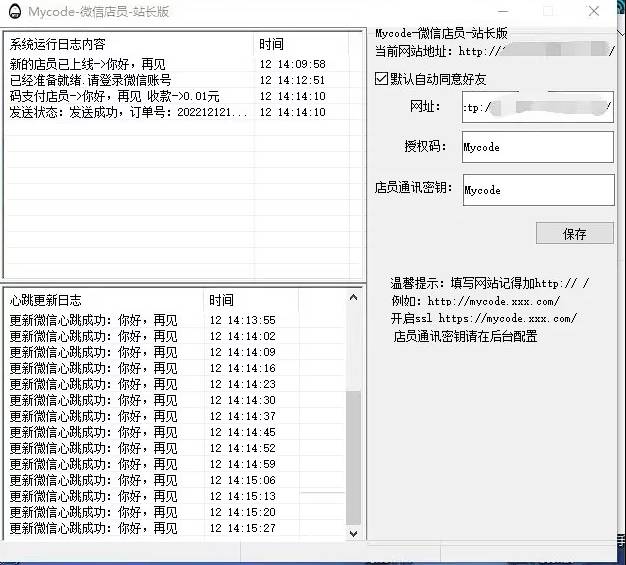 Mycode-微信店员-站长版
系统运行日志内容 时间
新的店员已上线->你好，再见 12 14:09:58
已经准备就绪.请登录微信账号 12 14:12:51
码支付店员->你好，再见 收款->0.01元 12 14:14:10
发送状态：发送成功，订单号：202212121... 12 14:14:10
心跳更新日志 时间
更新微信心跳成功：你好，再见 12 14:13:55
更新微信心跳成功：你好，再见 12 14:14:02
更新微信心跳成功：你好，再见 12 14:14:09
更新微信心跳成功：你好，再见 12 14:14:16
更新微信心跳成功：你好，再见 12 14:14:23
更新微信心跳成功：你好，再见 12 14:14:30
更新微信心跳成功：你好，再见 12 14:14:37
更新微信心跳成功：你好，再见 12 14:14:45
更新微信心跳成功：你好，再见 12 14:14:52
更新微信心跳成功：你好，再见 12 14:14:59
更新微信心跳成功：你好，再见 12 14:15:06
更新微信心跳成功：你好，再见 12 14:15:13
更新微信心跳成功：你好，再见 12 14:15:20
更新微信心跳成功：你好，再见 12 14:15:27
Mycode-微信店员-站长版
当前网站地址：http:/ /
默认自动同意好友
网址： tp:/ /
授权码： Mycode
店员通讯密钥： Mycode
保存
温馨提示：填写网站记得加http:// /
例如：http://mycode.xxx.com/
开启ssl https://mycode.xxx.com/
店员通讯密钥请在后台配置